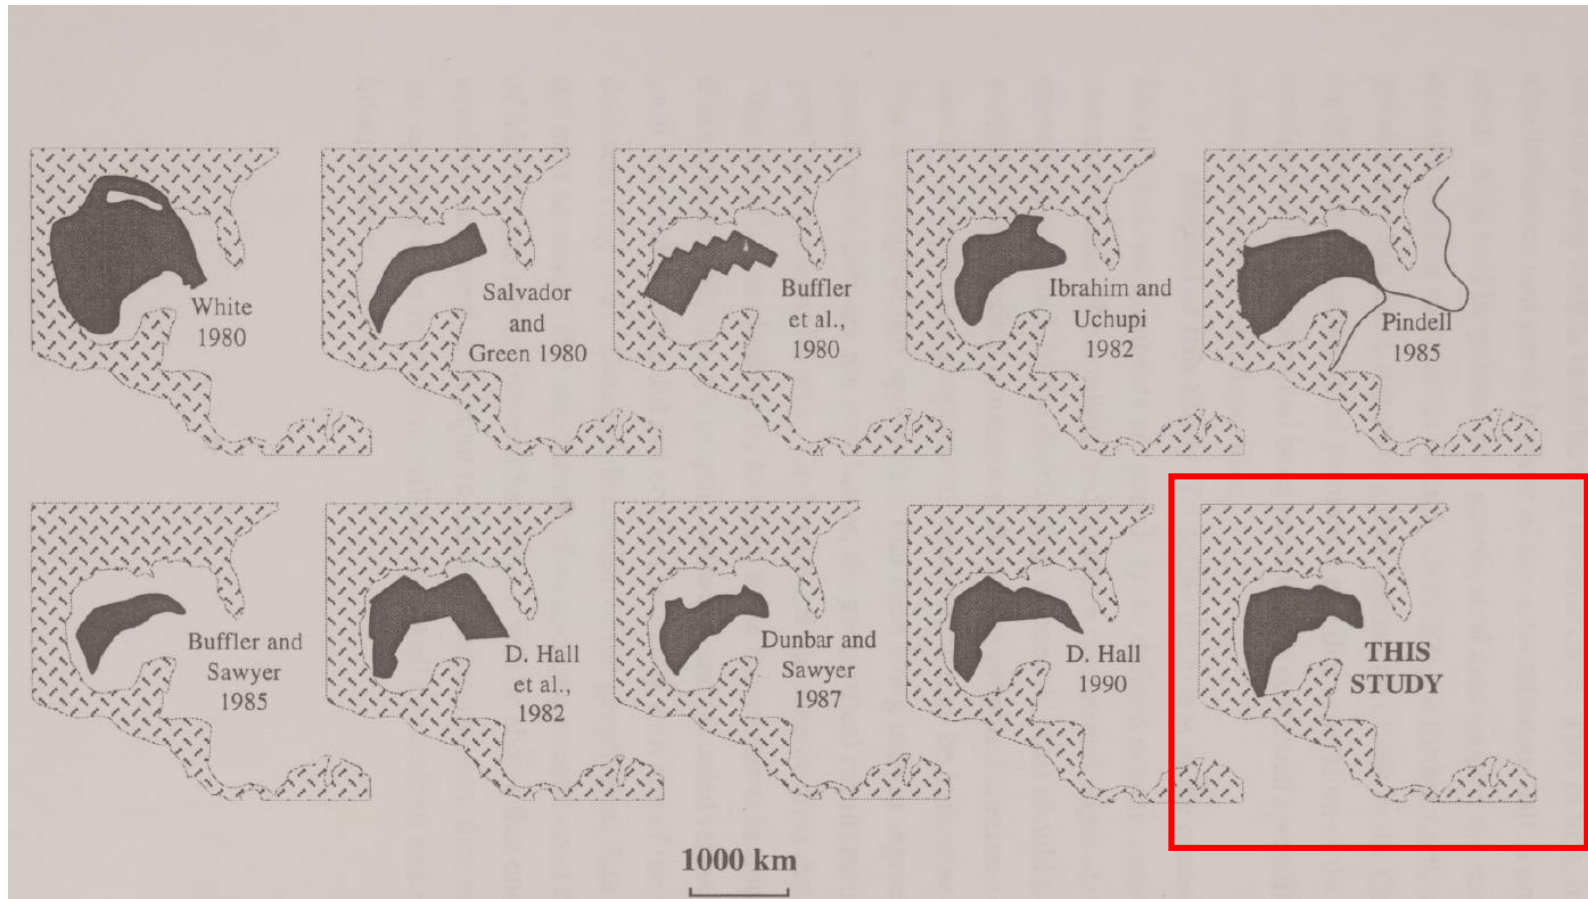 White
1980
Salvador
and
Green 1980
Buffler
et al.,
1980
Ibrahim and
Uchupi
1982
Pindell
1985
Buffler and
Sawyer
1985
D. Hall
et al.,
1982
Dunbar and
Sawyer
1987
D. Hall
1990
THIS
STUDY
1000 km